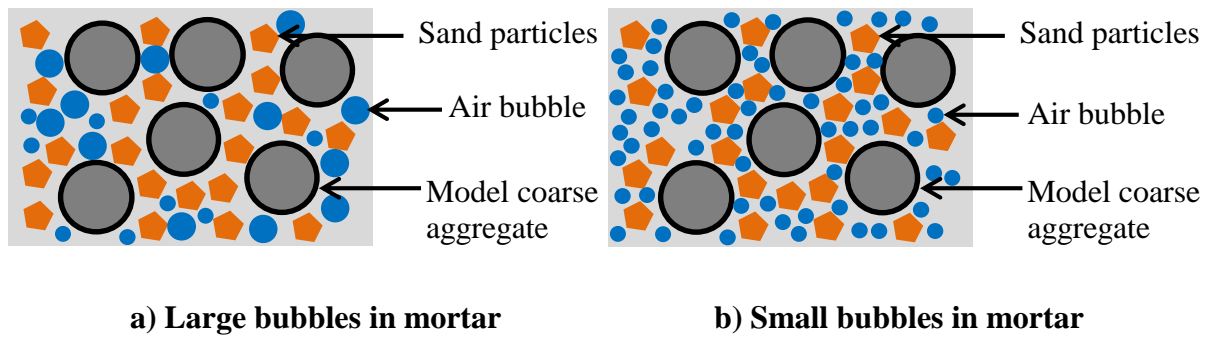 Sand particles
Air bubble
Model coarse
aggregate
a) Large bubbles in mortar
Sand particles
Air bubble
Model coarse
aggregate
b) Small bubbles in mortar